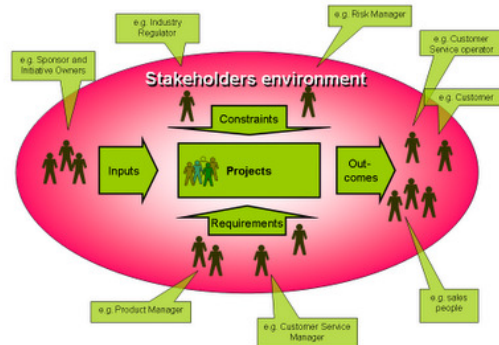 e.g. Industry
Regulator
e.g. Risk Manager
e.g. Customer
Service operator
e.g. Sponsor and
Initiative Owners
Stakeholders environment
e.g. Customer
Constraints
Inputs
Projects
Out-
comes
Requirements
e.g. Product Manager
e.g. Customer Service
Manager
e.g. sales
people